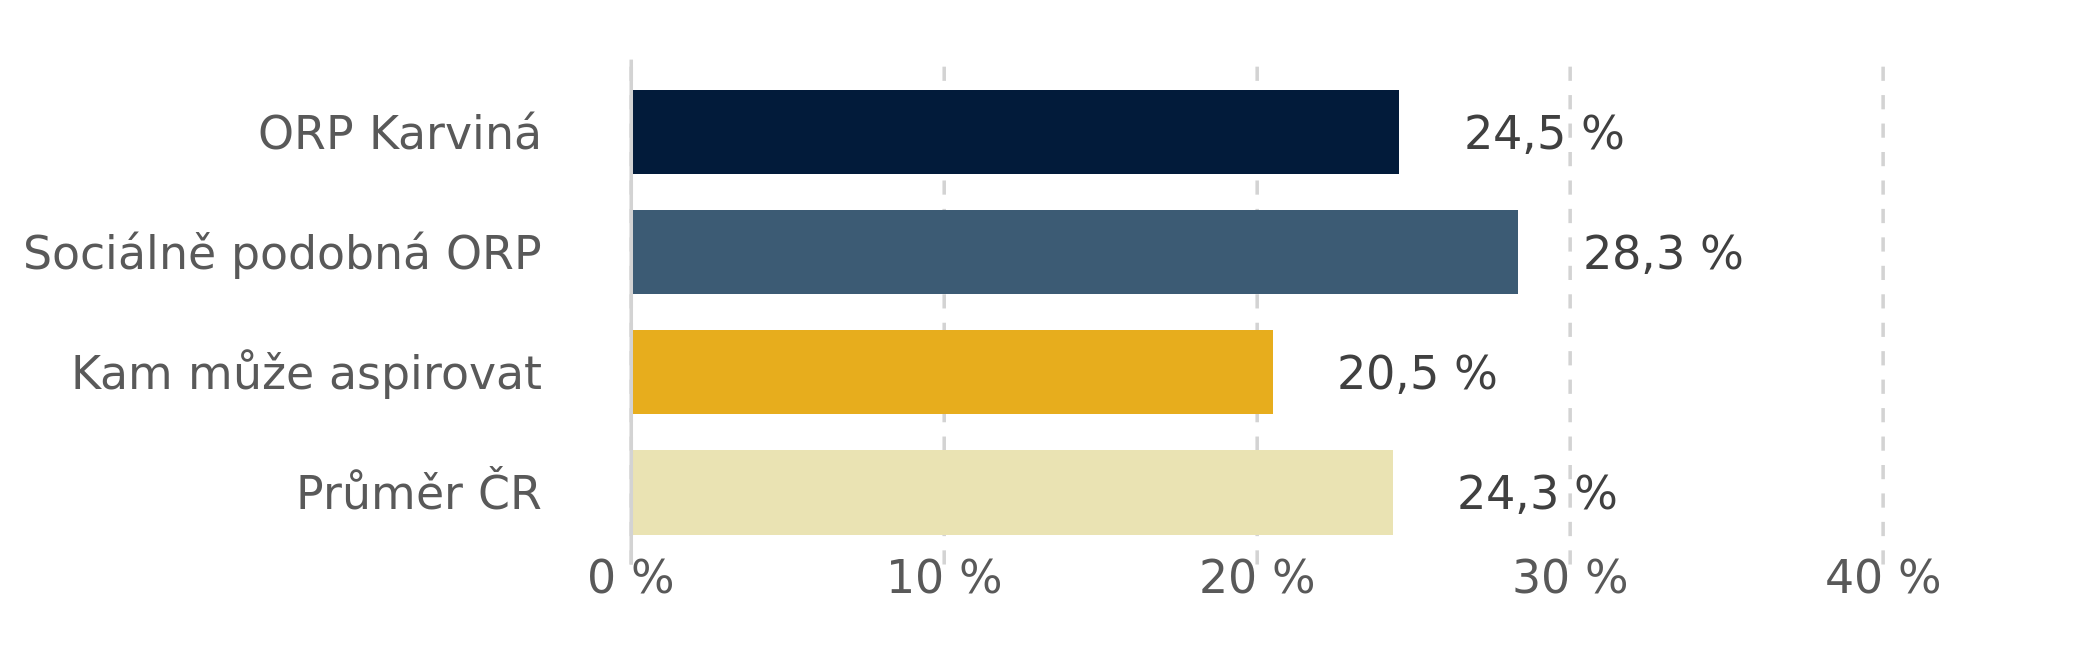 ORP Karviná 24,5 %
Sociálně podobná ORP 28,3 %
Kam může aspirovat 20,5 %
Průměr ČR 24,3 %
0 % 10 % 20 % 30 % 40 %